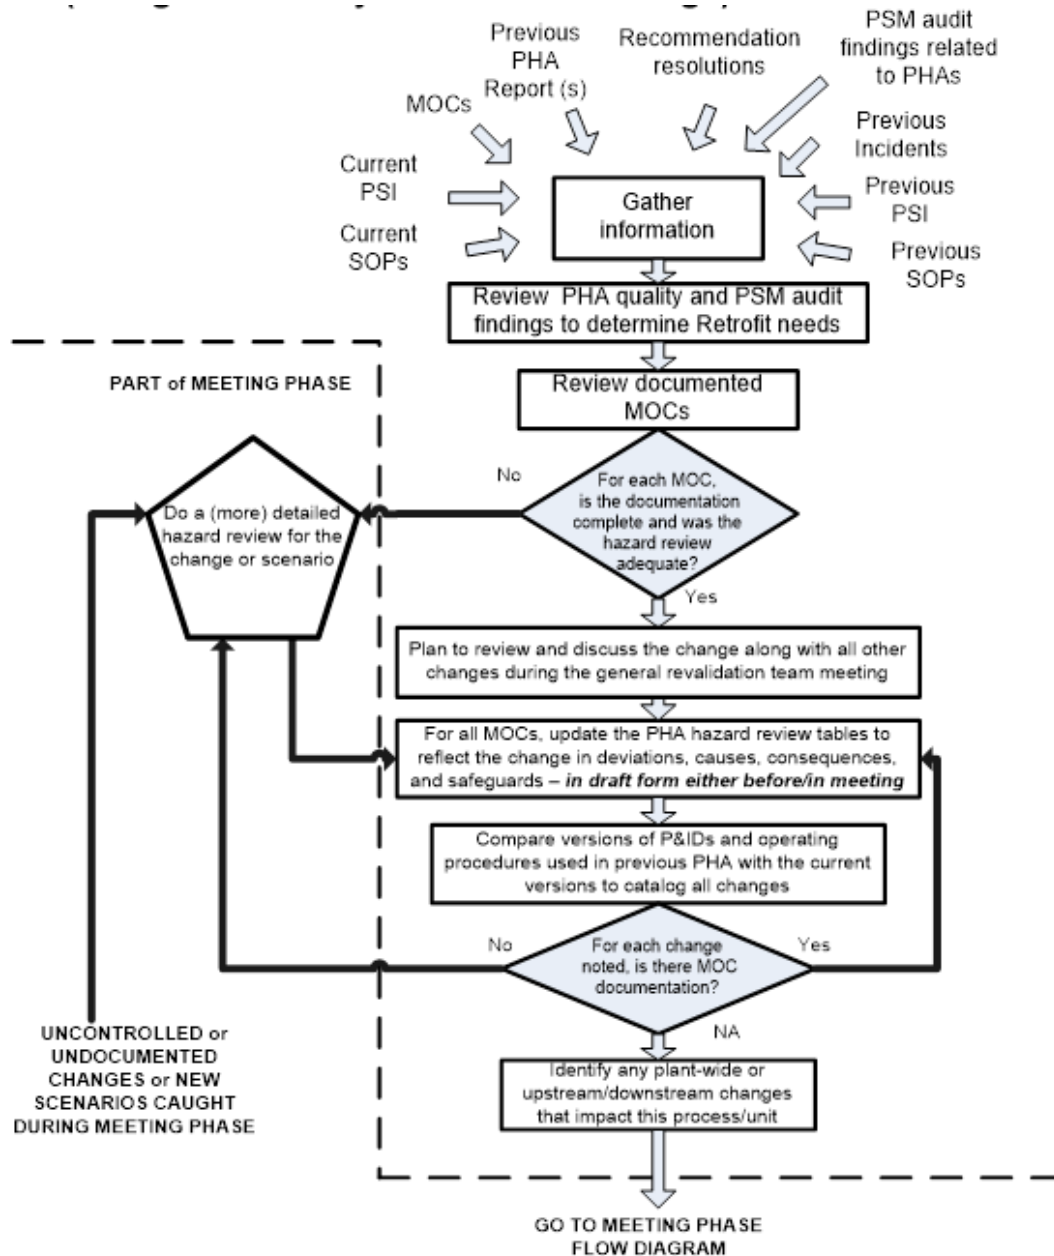 Previous
PHA
Report (s)
Recommendation
resolutions
PSM audit
findings related
to PHAs
MOCs
Previous
Incidents
Current
PSI
Previous
PSI
Current
SOPs
Previous
SOPs
Gather
information
Review PHA quality and PSM audit
findings to determine Retrofit needs
Review documented
MOCs
PART of MEETING PHASE
No
For each MOC,
is the documentation
complete and was the
hazard review
adequate?
Do a (more) detailed
hazard review for the
change or scenario
Yes
Plan to review and discuss the change along with all other
changes during the general revalidation team meeting
For all MOCs, update the PHA hazard review tables to
reflect the change in deviations, causes, consequences,
and safeguards – in draft form either before/in meeting
Compare versions of P&IDs and operating
procedures used in previous PHA with the current
versions to catalog all changes
No
For each change
noted, is there MOC
documentation?
Yes
NA
UNCONTROLLED or
UNDOCUMENTED
CHANGES or NEW
SCENARIOS CAUGHT
DURING MEETING PHASE
Identify any plant-wide or
upstream/downstream changes
that impact this process/unit
GO TO MEETING PHASE
FLOW DIAGRAM